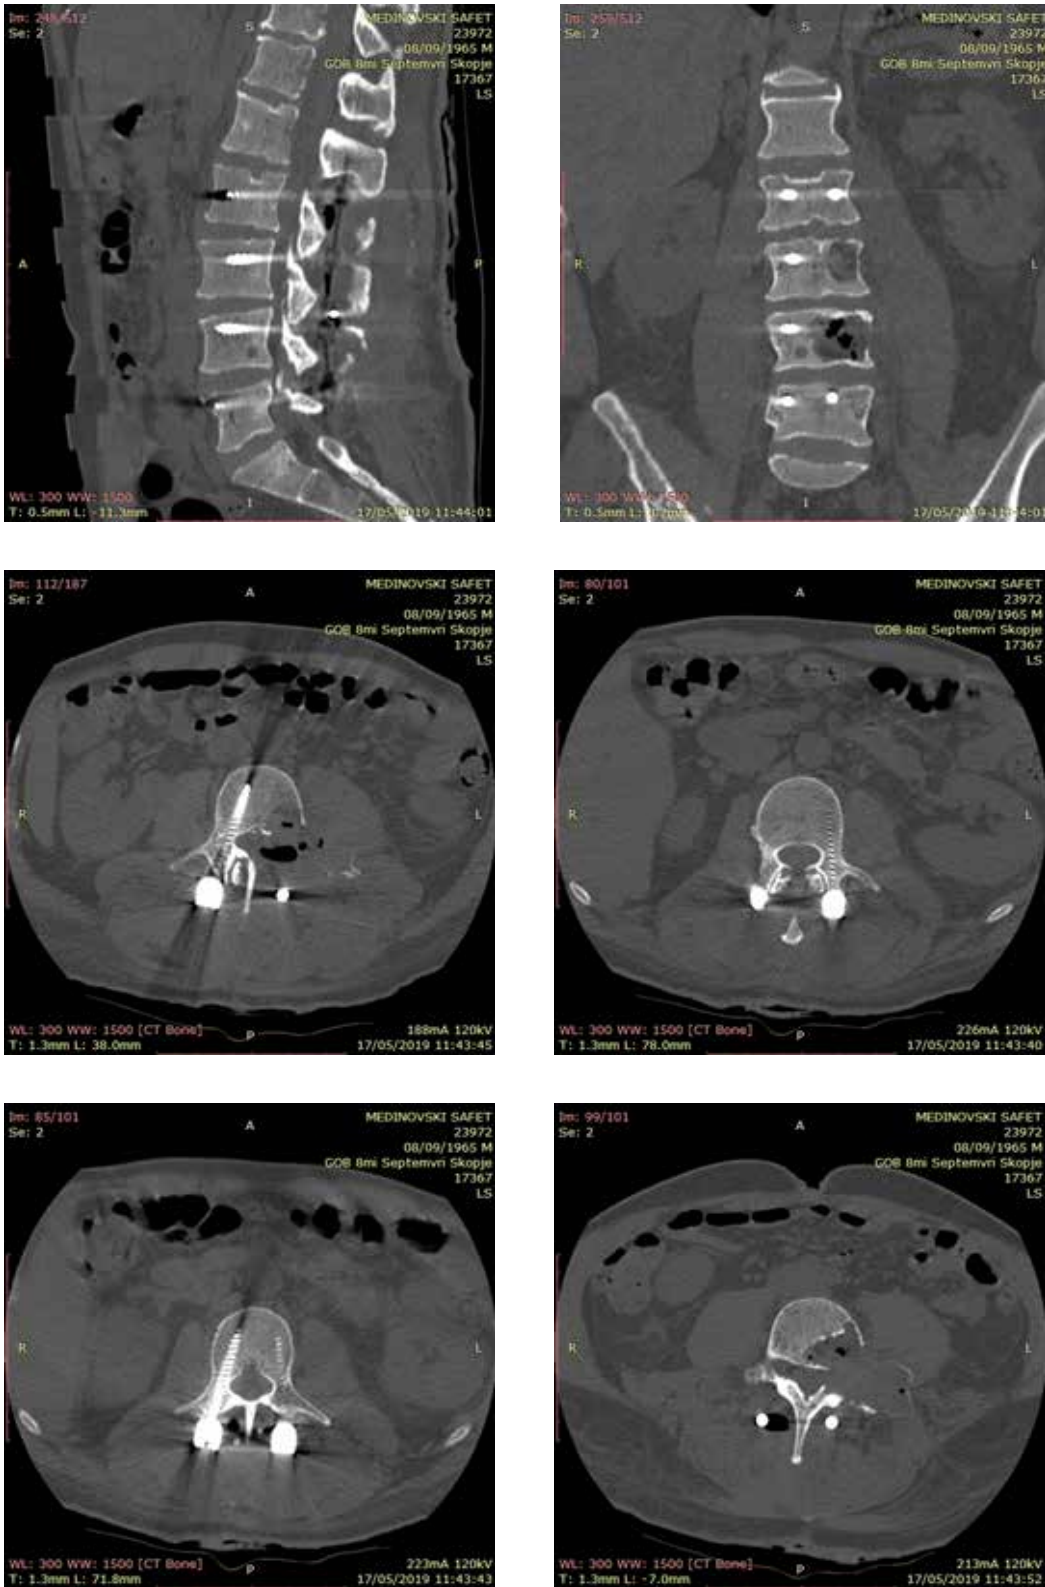 Im: 248/512
Se: 2
MEDINOVSKI SAFET
23972
08/09/1965 M
GOB 8mi Septemvri Skopje
17367
LS
S
A
P
I
WL: 300 WW: 1500
T: 0.5mm L: -11.3mm
17/05/2019 11:44:01
Im: 259/512
Se: 2
MEDINOVSKI SAFET
23972
08/09/1965 M
GOB 8mi Septemvri Skopje
17367
LS
S
R
L
I
WL: 300 WW: 1500
T: 0.5mm L:
17/05/2019 11:44:01
Im: 112/187
Se: 2
MEDINOVSKI SAFET
23972
08/09/1965 M
GOB 8mi Septemvri Skopje
17367
LS
A
R
L
P
WL: 300 WW: 1500 [CT Bone]
T: 1.3mm L: 38.0mm
188mA 120kV
17/05/2019 11:43:45
Im: 80/101
Se: 2
MEDINOVSKI SAFET
23972
08/09/1965 M
GOB 8mi Septemvri Skopje
17367
LS
A
R
L
P
WL: 300 WW: 1500 [CT Bone]
T: 1.3mm L: 78.0mm
226mA 120kV
17/05/2019 11:43:40
Im: 85/101
Se: 2
MEDINOVSKI SAFET
23972
08/09/1965 M
GOB 8mi Septemvri Skopje
17367
LS
A
R
L
P
WL: 300 WW: 1500 [CT Bone]
T: 1.3mm L: 71.8mm
223mA 120kV
17/05/2019 11:43:43
Im: 99/101
Se: 2
MEDINOVSKI SAFET
23972
08/09/1965 M
GOB 8mi Septemvri Skopje
17367
LS
A
R
L
P
WL: 300 WW: 1500 [CT Bone]
T: 1.3mm L: -7.0mm
213mA 120kV
17/05/2019 11:43:52